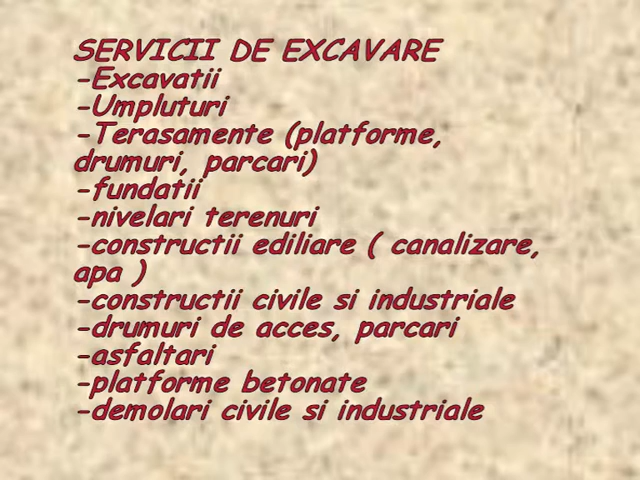 SERVICII DE EXCAVARE
-Excavatii
-Umpluturi
-Terasamente (platforme,
drumuri, parcari)
-fundatii
-nivelari terenuri
-constructii ediliare ( canalizare,
apa )
-constructii civile si industriale
-drumuri de acces, parcari
-asfaltari
-platforme betonate
-demolari civile si industriale